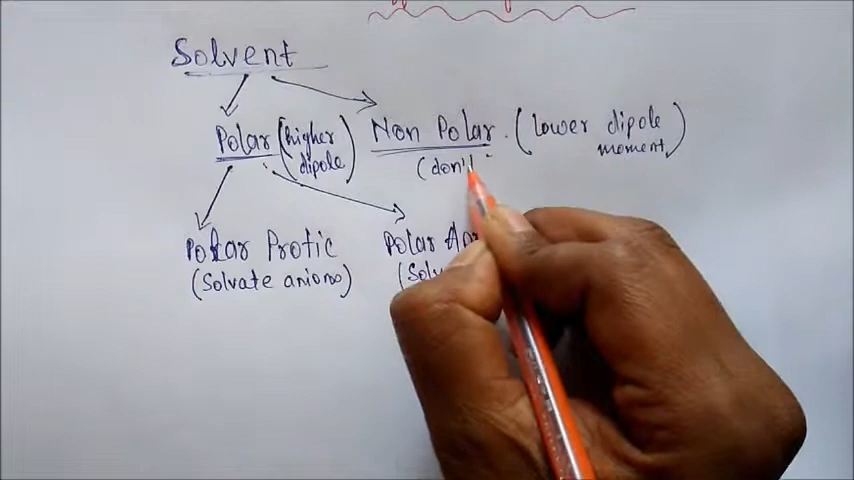 Solvent
Polar (higher dipole) Non Polar. (lower dipole moment)
(don't
Polar Protic Polar
(Solvate anions)